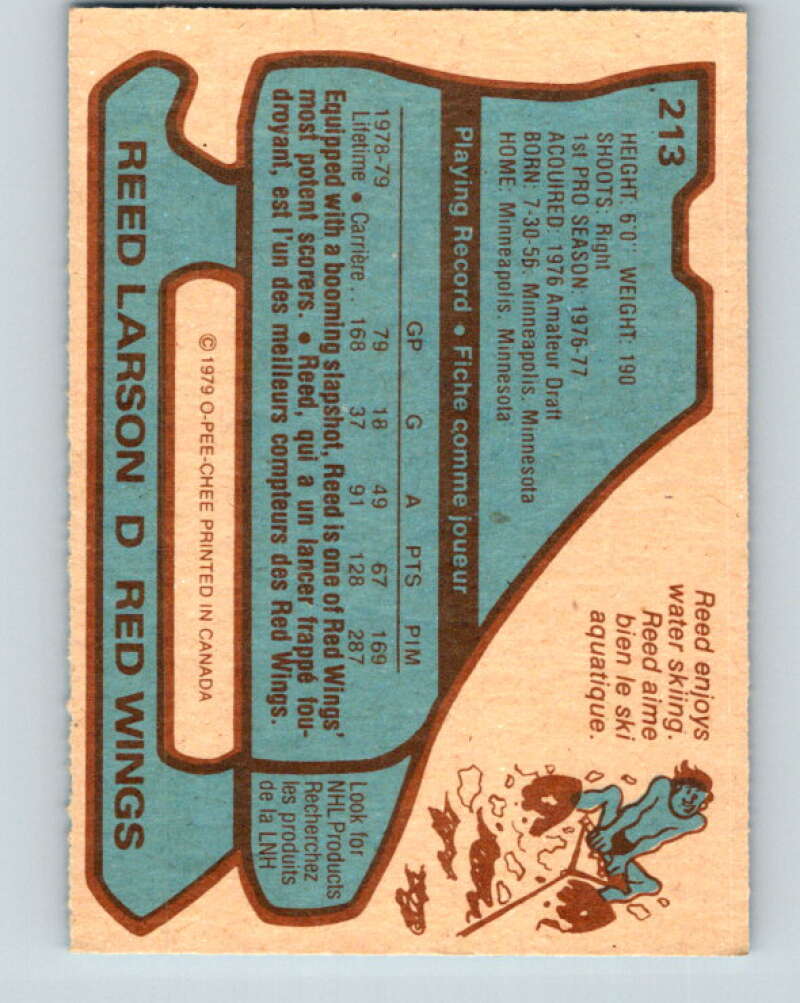 213
HEIGHT: 6'0" WEIGHT: 190
SHOOTS: Right
1st PRO SEASON: 1976-77
ACQUIRED: 1976 Amateur Draft
BORN: 7-30-56, Minneapolis, Minnesota
HOME: Minneapolis, Minnesota
Reed enjoys
water skiing.
Reed aime
bien le ski
aquatique.
Playing Record • Fiche comme joueur
GP G A PTS PIM
1978-79 79 18 49 67 169
Lifetime • Carrière .. 168 37 91 128 287
Equipped with a booming slapshot, Reed is one of Red Wings'
most potent scorers. • Reed, qui a un lancer frappé fou-
droyant, est l'un des meilleurs compteurs des Red Wings.
Look for
NHL Products
Recherchez
les produits
de la LNH
© 1979 O-PEE-CHEE PRINTED IN CANADA
REED LARSON D RED WINGS